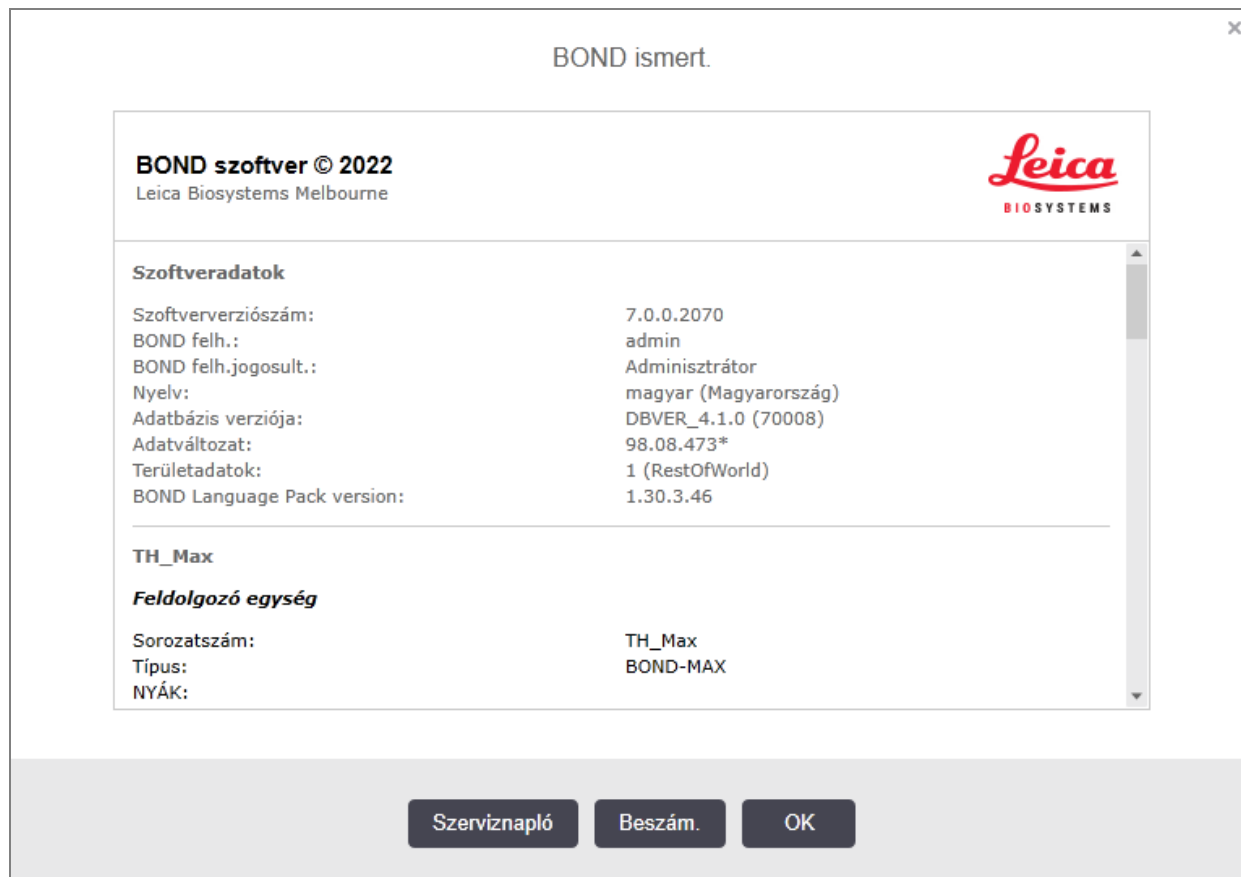 ×
BOND ismert.
BOND szoftver © 2022
Leica Biosystems Melbourne
Leica
BIOSYSTEMS
Szoftveradatok
Szoftververziószám: 7.0.0.2070
BOND felh.: admin
BOND felh.jogosult.: Adminisztrátor
Nyelv: magyar (Magyarország)
Adatbázis verziója: DBVER_4.1.0 (70008)
Adatváltozat: 98.08.473*
Területadatok: 1 (RestOfWorld)
BOND Language Pack version: 1.30.3.46
TH_Max
Feldolgozó egység
Sorozatszám: TH_Max
Típus: BOND-MAX
NYÁK:
Szerviznapló Beszám. OK